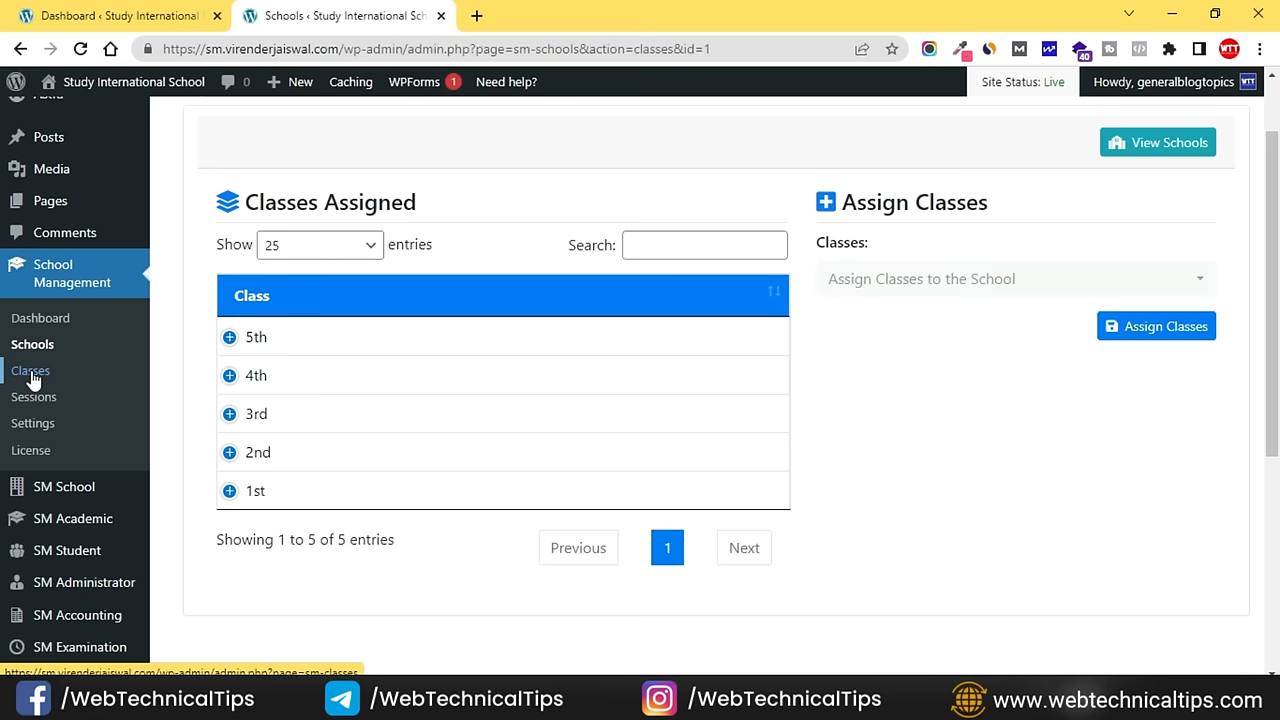 Dashboard ‹ Study International
Schools ‹ Study International Sch
https://sm.virenderjaiswal.com/wp-admin/admin.php?page=sm-schools&action=classes&id=1
40
WTT
Study International School
0
New
Caching
WPForms 1
Need help?
Site Status: Live
Howdy, generalblogtopics
WTT
Posts
Media
Pages
Comments
School
Management
Dashboard
Schools
Classes
Sessions
Settings
License
SM School
SM Academic
SM Student
SM Administrator
SM Accounting
SM Examination
View Schools
Classes Assigned
Show 25 entries
Search:
Class
5th
4th
3rd
2nd
1st
Showing 1 to 5 of 5 entries
Previous
1
Next
Assign Classes
Classes:
Assign Classes to the School
Assign Classes
https://sm.virenderjaiswal.com/wp-admin/admin.php?page=sm-classes
/WebTechnicalTips
/WebTechnicalTips
/WebTechnicalTips
www.webtechnicaltips.com